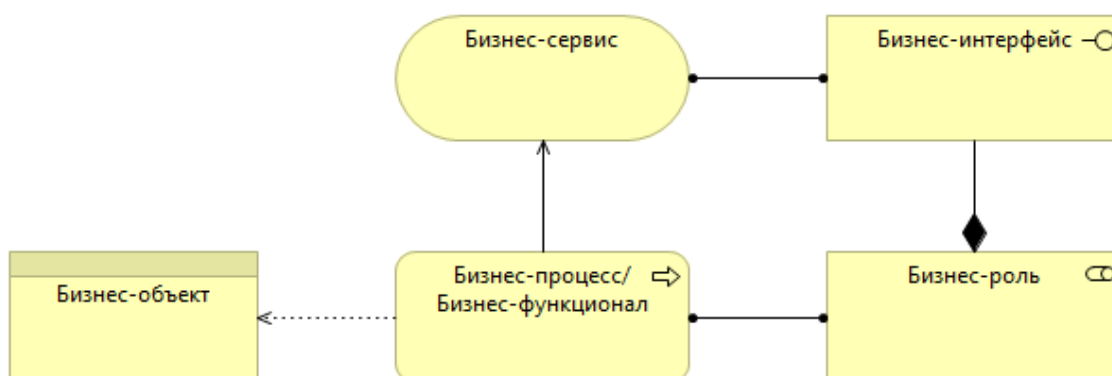 Бизнес-сервис
Бизнес-интерфейс
Бизнес-объект
Бизнес-процесс/
Бизнес-функционал
Бизнес-роль